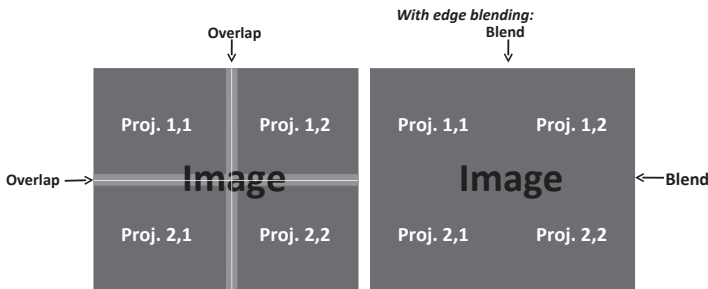 With edge blending:
Overlap
Blend
Proj. 1,1
Proj. 1,2
Proj. 1,1
Proj. 1,2
Overlap
Image
Image
Blend
Proj. 2,1
Proj. 2,2
Proj. 2,1
Proj. 2,2